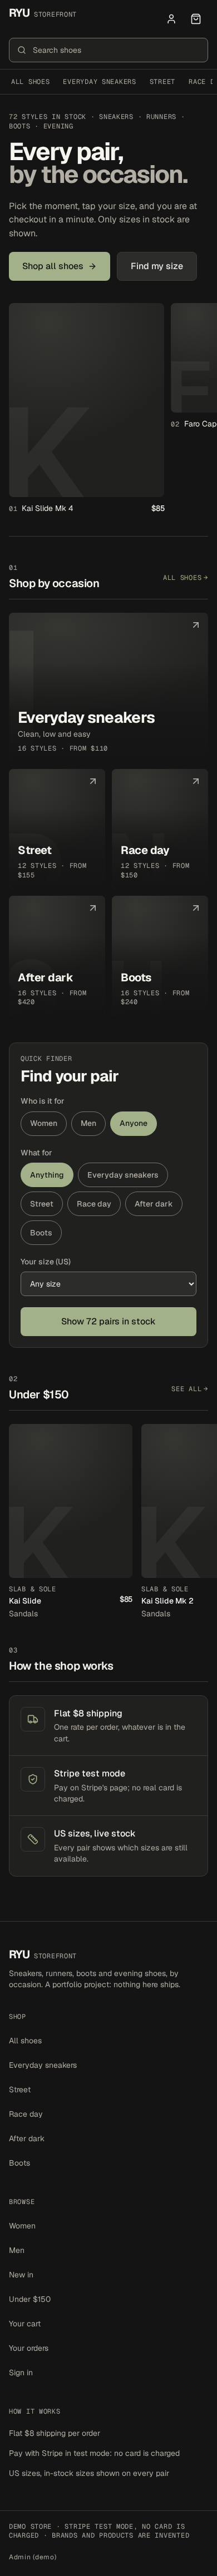 RYU STOREFRONT
Search shoes
ALL SHOES EVERYDAY SNEAKERS STREET RACE
72 STYLES IN STOCK · SNEAKERS · RUNNERS ·
BOOTS · EVENING
Every pair,
by the occasion.
Pick the moment, tap your size, and you are at
checkout in a minute. Only sizes in stock are
shown.
Shop all shoes →
Find my size
K
F
01 Kai Slide Mk 4 $85
02 Faro Cap
01
Shop by occasion
ALL SHOES →
Everyday sneakers
Clean, low and easy
16 STYLES · FROM $110
Street
12 STYLES · FROM
$155
Race day
12 STYLES · FROM
$150
After dark
16 STYLES · FROM
$420
Boots
16 STYLES · FROM
$240
QUICK FINDER
Find your pair
Who is it for
Women Men Anyone
What for
Anything Everyday sneakers
Street Race day After dark
Boots
Your size (US)
Any size
Show 72 pairs in stock
02
Under $150
SEE ALL →
K
K
SLAB & SOLE
Kai Slide $85
Sandals
SLAB & SOLE
Kai Slide Mk 2
Sandals
03
How the shop works
Flat $8 shipping
One rate per order, whatever is in the
cart.
Stripe test mode
Pay on Stripe's page; no real card is
charged.
US sizes, live stock
Every pair shows which sizes are still
available.
RYU STOREFRONT
Sneakers, runners, boots and evening shoes, by
occasion. A portfolio project: nothing here ships.
SHOP
All shoes
Everyday sneakers
Street
Race day
After dark
Boots
BROWSE
Women
Men
New in
Under $150
Your cart
Your orders
Sign in
HOW IT WORKS
Flat $8 shipping per order
Pay with Stripe in test mode: no card is charged
US sizes, in-stock sizes shown on every pair
DEMO STORE · STRIPE TEST MODE, NO CARD IS
CHARGED · BRANDS AND PRODUCTS ARE INVENTED
Admin (demo)